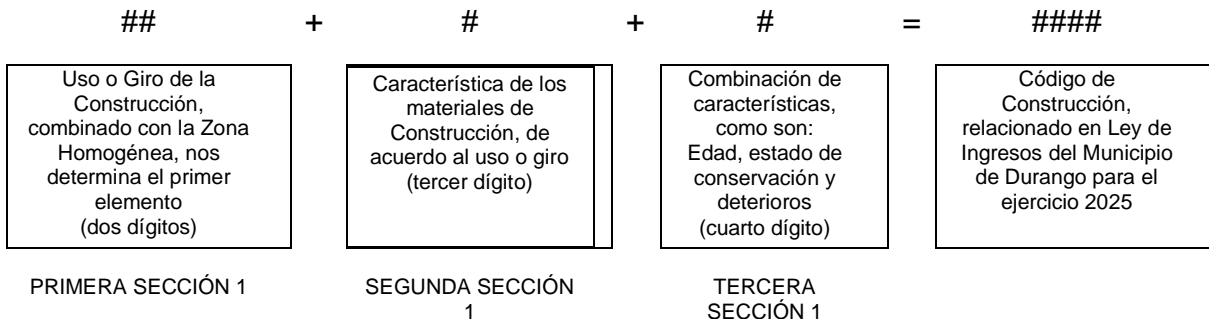 ## + # + # = ####
Uso o Giro de la
Construcción,
combinado con la Zona
Homogénea, nos
determina el primer
elemento
(dos dígitos)
Característica de los
materiales de
Construcción, de
acuerdo al uso o giro
(tercer dígito)
Combinación de
características,
como son:
Edad, estado de
conservación y
deterioros
(cuarto dígito)
Código de
Construcción,
relacionado en Ley de
Ingresos del Municipio
de Durango para el
ejercicio 2025
PRIMERA SECCIÓN 1
SEGUNDA SECCIÓN
1
TERCERA
SECCIÓN 1